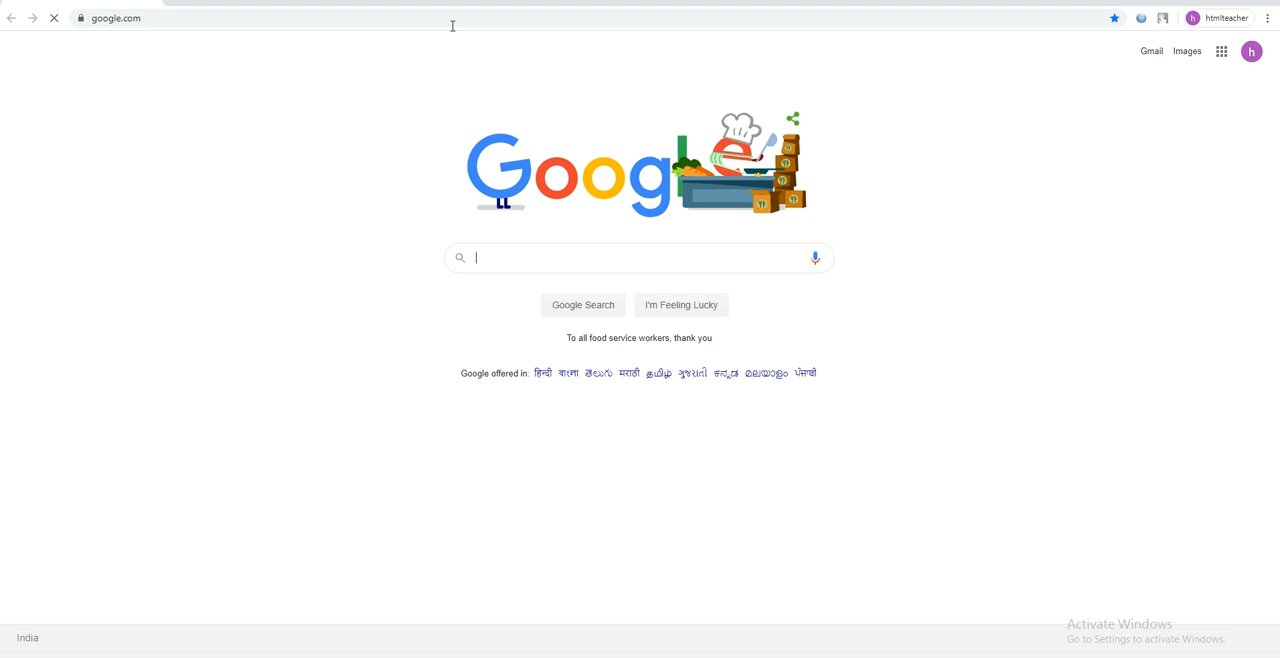 google.com
h htmlteacher
Gmail Images h
Google
Google Search I'm Feeling Lucky
To all food service workers, thank you
Google offered in: हिन्दी বাংলা తెలుగు मराठी தமிழ் ગુજરાતી ಕನ್ನಡ മലയാളം ਪੰਜਾਬੀ
Activate Windows
Go to Settings to activate Windows.
India